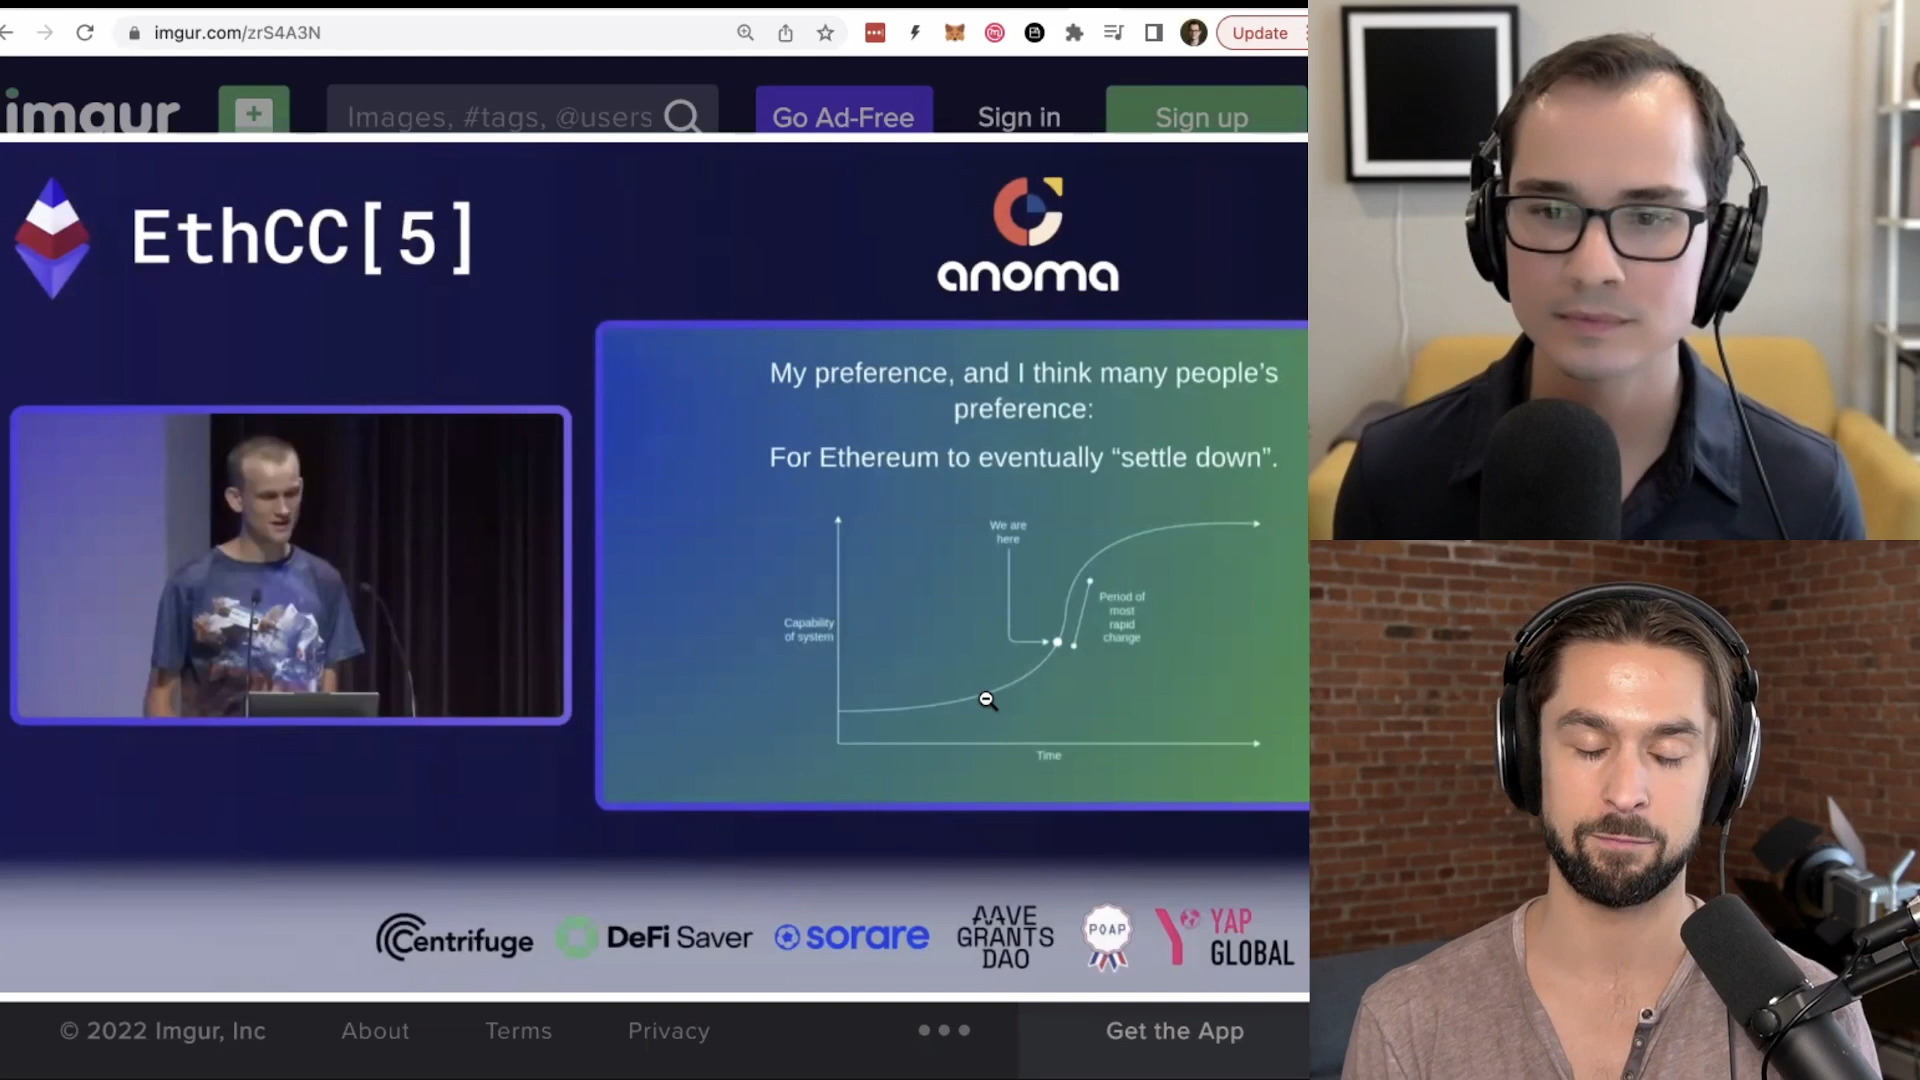 imgur.com/zrS4A3N
Update
imgur
Images, #tags, @users
Go Ad-Free
Sign in
Sign up
EthCC[5]
anoma
My preference, and I think many people's
preference:
For Ethereum to eventually “settle down”.
We are
here
Capability
of system
Period of
most
rapid
change
Time
Centrifuge
DeFi Saver
sorare
AAVE
GRANTS
DAO
POAP
YAP
GLOBAL
© 2022 Imgur, Inc
About
Terms
Privacy
Get the App